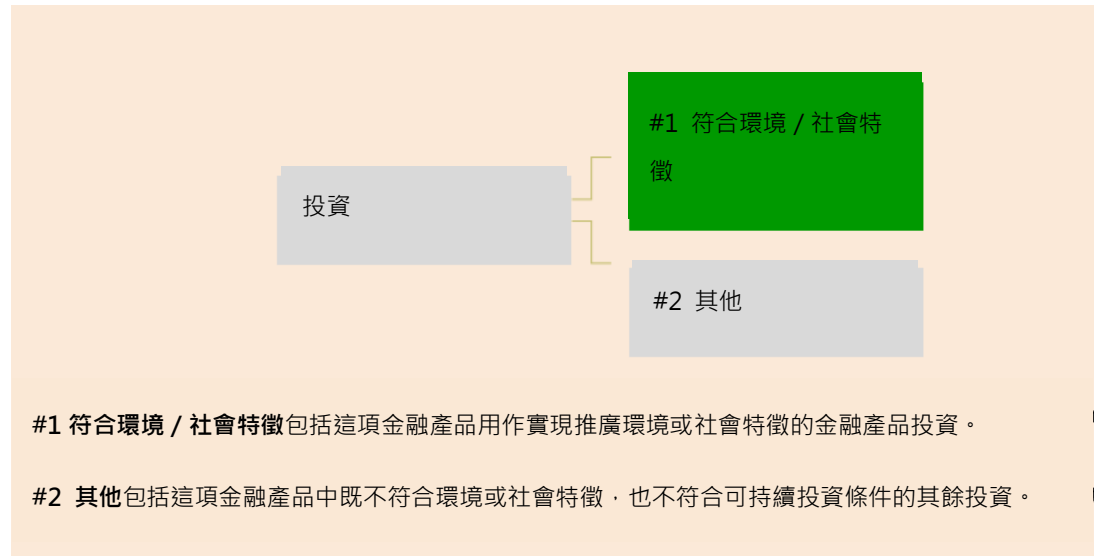 #1 符合環境 / 社會特
徵
投資
#2 其他
#1 符合環境 / 社會特徵包括這項金融產品用作實現推廣環境或社會特徵的金融產品投資。
#2 其他包括這項金融產品中既不符合環境或社會特徵，也不符合可持續投資條件的其餘投資。